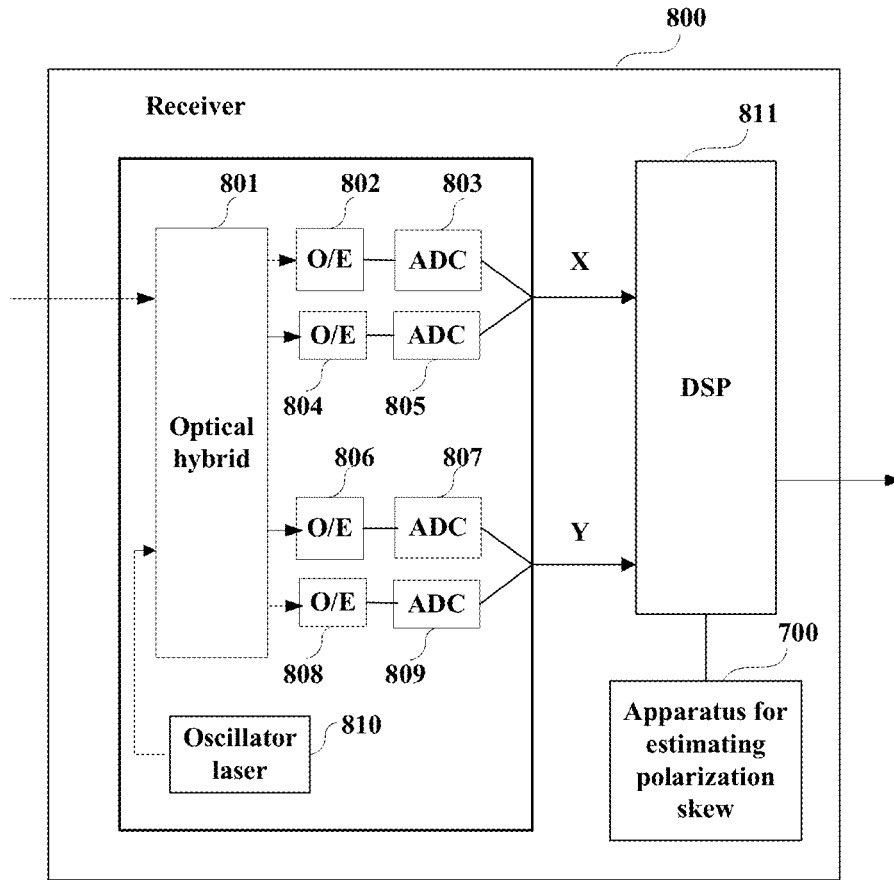 800
Receiver
811
801
802
803
O/E
ADC
X
O/E
ADC
804
805
DSP
Optical
hybrid
806
807
O/E
ADC
Y
O/E
ADC
808
809
700
Oscillator
laser
810
Apparatus for
estimating
polarization
skew